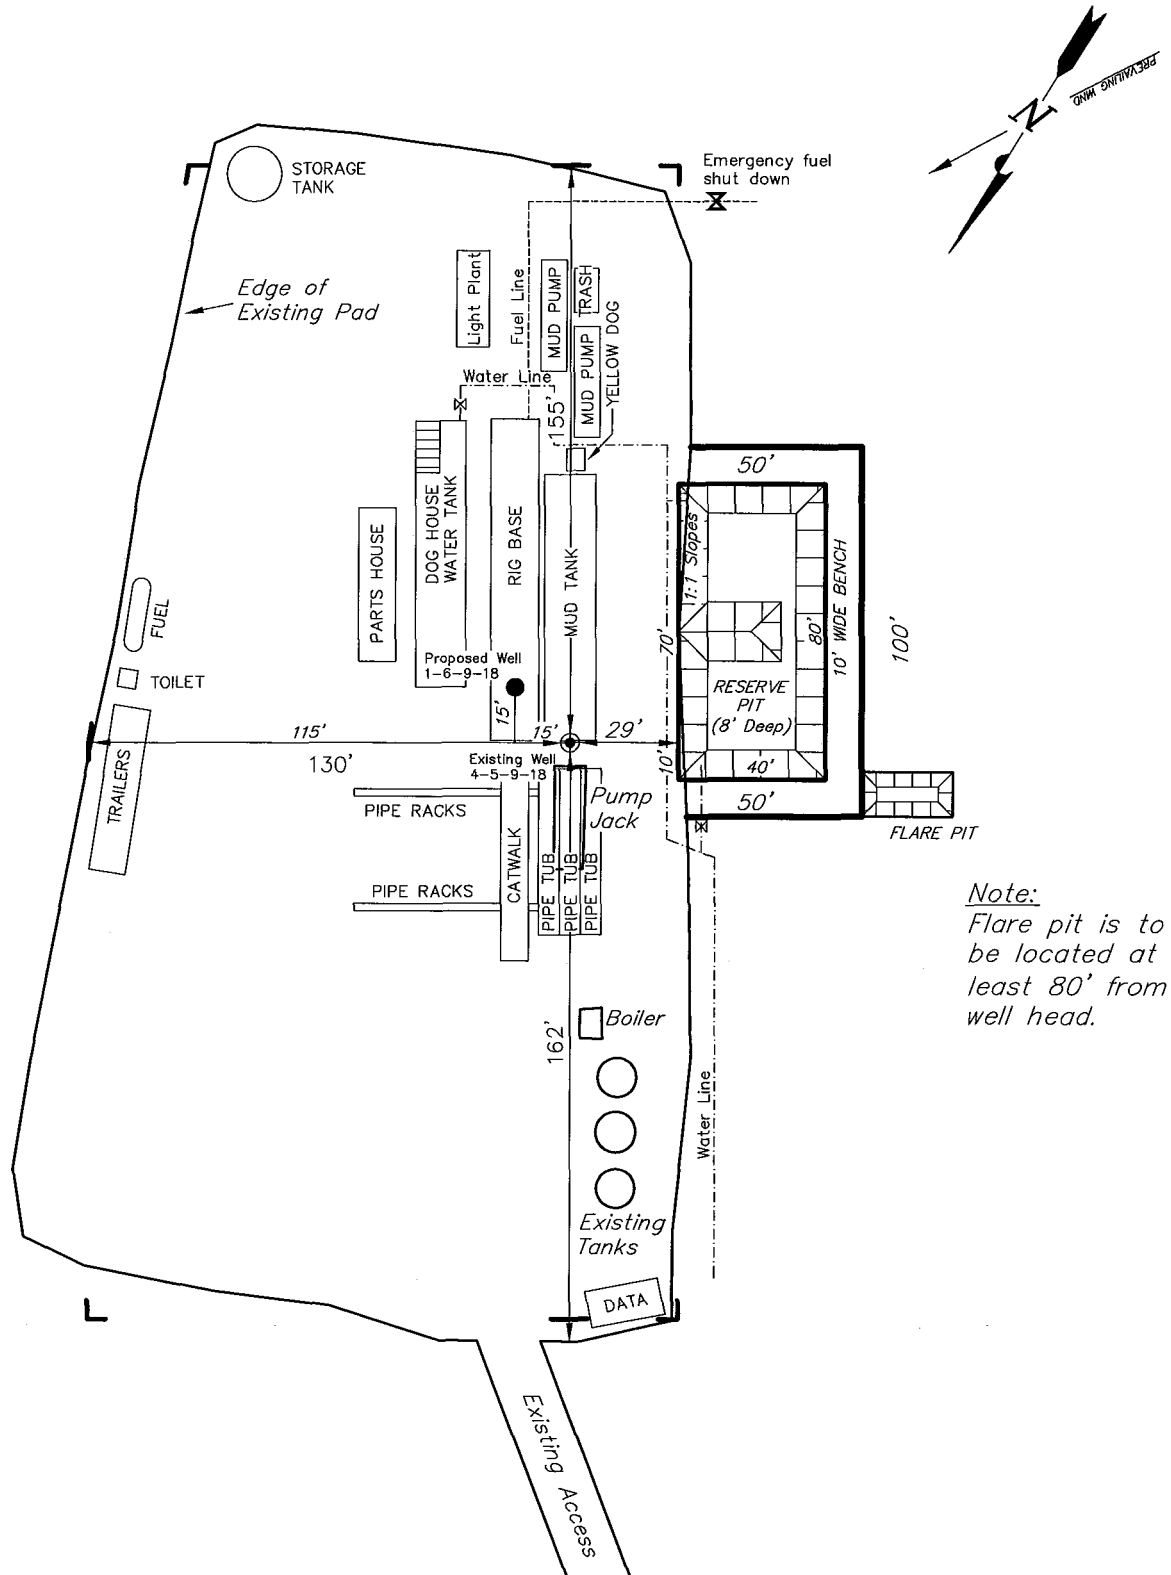 PREVAILING WIND
N
STORAGE
TANK
Emergency fuel
shut down
Edge of
Existing Pad
Light Plant
Fuel Line
MUD PUMP
TRASH
MUD PUMP
YELLOW DOG
Water Line
155'
50'
PARTS HOUSE
DOG HOUSE
WATER TANK
RIG BASE
MUD TANK
1:1 Slopes
70'
80'
10' WIDE BENCH
100'
FUEL
TOILET
Proposed Well
1-6-9-18
RESERVE
PIT
(8' Deep)
15'
115'
15'
29'
130'
10'
40'
Existing Well
4-5-9-18
50'
TRAILERS
PIPE RACKS
Pump
Jack
FLARE PIT
CATWALK
PIPE TUB
PIPE TUB
PIPE TUB
PIPE RACKS
Note:
Flare pit is to
be located at
least 80' from
well head.
162'
Boiler
Water Line
Existing
Tanks
DATA
Existing Access